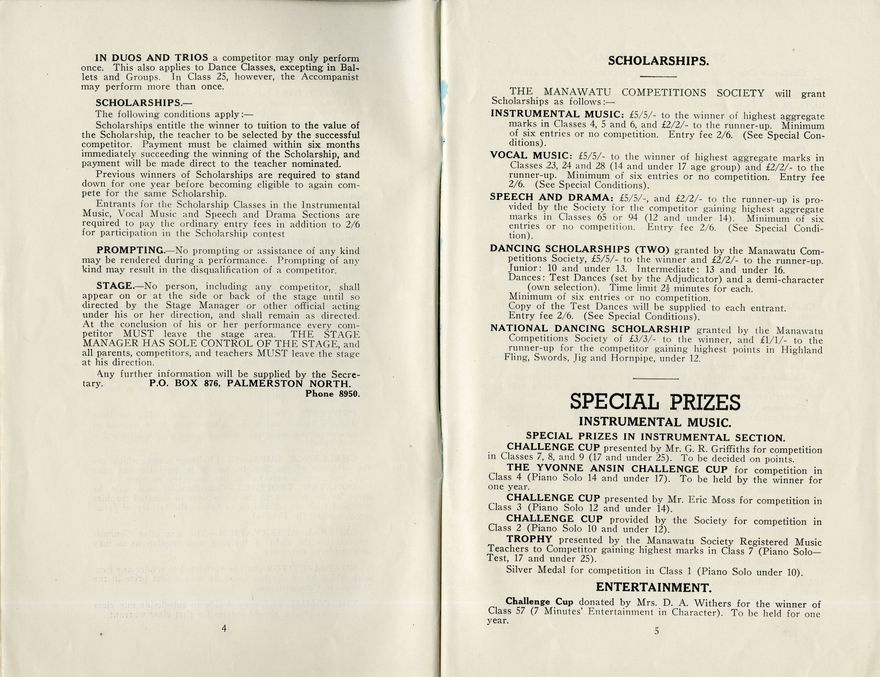 IN DUOS AND TRIOS a competitor may only perform
once. This also applies to Dance Classes, excepting in Bal-
lets and Groups. In Class 25, however, the Accompanist
may perform more than once.
SCHOLARSHIPS.—
The following conditions apply:—
Scholarships entitle the winner to tuition to the value of
the Scholarship, the teacher to be selected by the successful
competitor. Payment must be claimed within six months
immediately succeeding the winning of the Scholarship, and
payment will be made direct to the teacher nominated.
Previous winners of Scholarships are required to stand
down for one year before becoming eligible to again com-
pete for the same Scholarship.
Entrants for the Scholarship Classes in the Instrumental
Music, Vocal Music and Speech and Drama Sections are
required to pay the ordinary entry fees in addition to 2/6
for participation in the Scholarship contest
PROMPTING.—No prompting or assistance of any kind
may be rendered during a performance. Prompting of any
kind may result in the disqualification of a competitor.
STAGE.—No person, including any competitor, shall
appear on or at the side or back of the stage until so
directed by the Stage Manager or other official acting
under his or her direction, and shall remain as directed.
At the conclusion of his or her performance every com-
petitor MUST leave the stage area. THE STAGE
MANAGER HAS SOLE CONTROL OF THE STAGE, and
all parents, competitors, and teachers MUST leave the stage
at his direction.
Any further information will be supplied by the Secre-
tary. P.O. BOX 876, PALMERSTON NORTH.
Phone 8950.
4
SCHOLARSHIPS.
THE MANAWATU COMPETITIONS SOCIETY will grant
Scholarships as follows:—
INSTRUMENTAL MUSIC: £5/5/- to the winner of highest aggregate
marks in Classes 4, 5 and 6, and £2/2/- to the runner-up. Minimum
of six entries or no competition. Entry fee 2/6. (See Special Con-
ditions).
VOCAL MUSIC: £5/5/- to the winner of highest aggregate marks in
Classes 23, 24 and 28 (14 and under 17 age group) and £2/2/- to the
runner-up. Minimum of six entries or no competition. Entry fee
2/6. (See Special Conditions).
SPEECH AND DRAMA: £5/5/-, and £2/2/- to the runner-up is pro-
vided by the Society for the competitor gaining highest aggregate
marks in Classes 65 or 94 (12 and under 14). Minimum of six
entries or no competition. Entry fee 2/6. (See Special Condi-
tion).
DANCING SCHOLARSHIPS (TWO) granted by the Manawatu Com-
petitions Society, £5/5/- to the winner and £2/2/- to the runner-up.
Junior: 10 and under 13. Intermediate: 13 and under 16.
Dances: Test Dances (set by the Adjudicator) and a demi-character
(own selection). Time limit 2½ minutes for each.
Minimum of six entries or no competition.
Copy of the Test Dances will be supplied to each entrant.
Entry fee 2/6. (See Special Conditions).
NATIONAL DANCING SCHOLARSHIP granted by the Manawatu
Competitions Society of £3/3/- to the winner, and £1/1/- to the
runner-up for the competitor gaining highest points in Highland
Fling, Swords, Jig and Hornpipe, under 12.
SPECIAL PRIZES
INSTRUMENTAL MUSIC.
SPECIAL PRIZES IN INSTRUMENTAL SECTION.
CHALLENGE CUP presented by Mr. G. R. Griffiths for competition
in Classes 7, 8, and 9 (17 and under 25). To be decided on points.
THE YVONNE ANSIN CHALLENGE CUP for competition in
Class 4 (Piano Solo 14 and under 17). To be held by the winner for
one year.
CHALLENGE CUP presented by Mr. Eric Moss for competition in
Class 3 (Piano Solo 12 and under 14).
CHALLENGE CUP provided by the Society for competition in
Class 2 (Piano Solo 10 and under 12).
TROPHY presented by the Manawatu Society Registered Music
Teachers to Competitor gaining highest marks in Class 7 (Piano Solo—
Test, 17 and under 25).
Silver Medal for competition in Class 1 (Piano Solo under 10).
ENTERTAINMENT.
Challenge Cup donated by Mrs. D. A. Withers for the winner of
Class 57 (7 Minutes' Entertainment in Character). To be held for one
year.
5